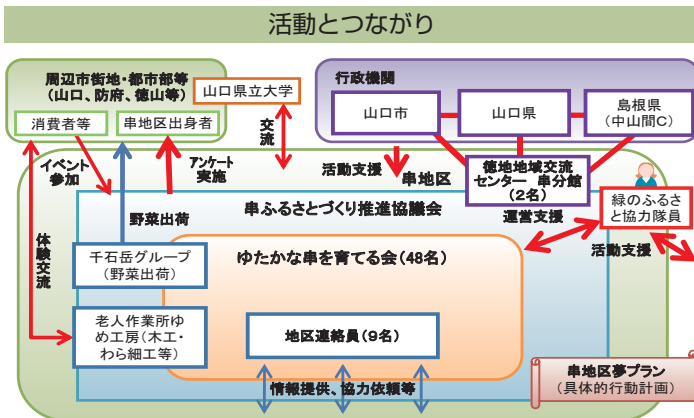 活動とつながり
周辺市街地・都市部等
(山口、防府、徳山等)
消費者等
串地区出身者
山口県立大学
交流
行政機関
山口市
山口県
島根県
(中山間C)
徳地地域交流
センター 串分館
(2名)
イベント
参加
アンケート
実施
活動支援
串地区
野菜出荷
串ふるさとづくり推進協議会
運営支援
緑のふるさ
と協力隊員
活動支援
体験交流
千石岳グループ
(野菜出荷)
ゆたかな串を育てる会(48名)
老人作業所ゆ
め工房(木工・
わら細工等)
地区連絡員(9名)
情報提供、協力依頼等
串地区夢プラン
(具体的行動計画)